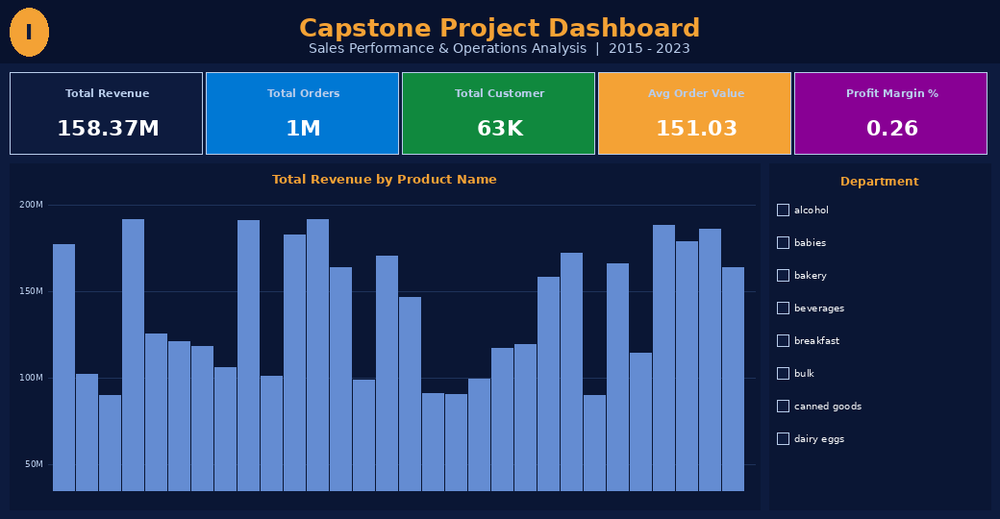 I
Capstone Project Dashboard
Sales Performance & Operations Analysis | 2015 - 2023
Total Revenue
158.37M
Total Orders
1M
Total Customer
63K
Avg Order Value
151.03
Profit Margin %
0.26
Total Revenue by Product Name
200M
150M
100M
50M
Department
alcohol
babies
bakery
beverages
breakfast
bulk
canned goods
dairy eggs